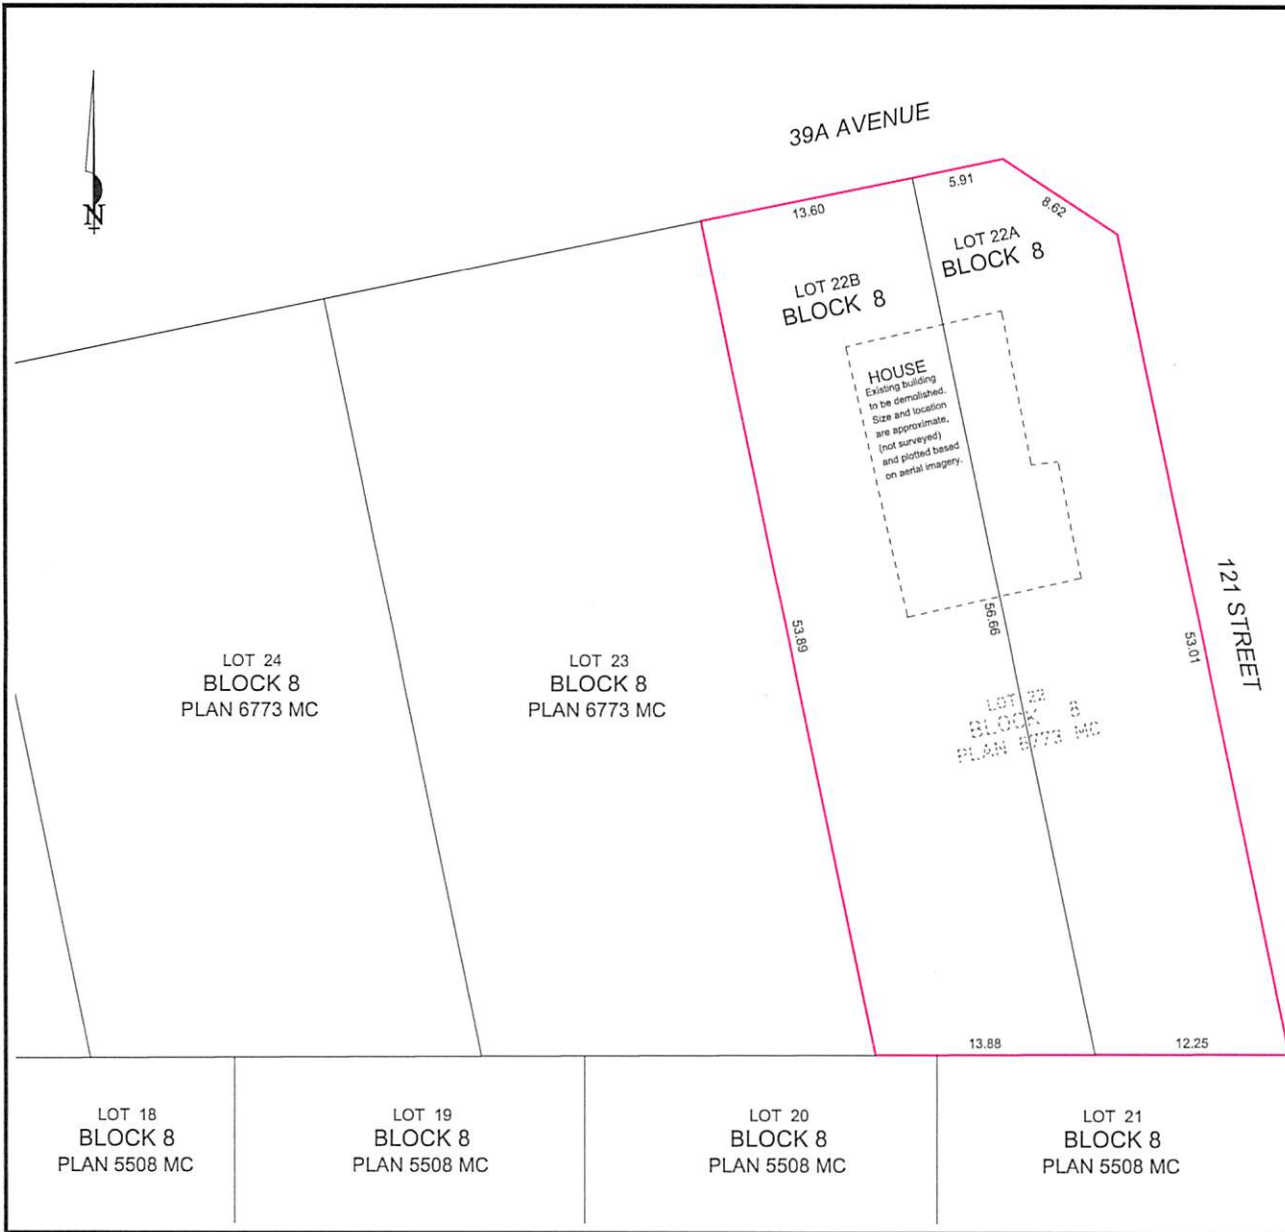 39A AVENUE
N
13.60
5.91
8.62
LOT 22A
BLOCK 8
LOT 22B
BLOCK 8
HOUSE
Existing building
to be demolished.
Size and location
are approximate,
(not surveyed)
and plotted based
on aerial imagery.
121 STREET
53.89
56.66
53.01
LOT 24
BLOCK 8
PLAN 6773 MC
LOT 23
BLOCK 8
PLAN 6773 MC
LOT 22
BLOCK 8
PLAN 6773 MC
13.88
12.25
LOT 18
BLOCK 8
PLAN 5508 MC
LOT 19
BLOCK 8
PLAN 5508 MC
LOT 20
BLOCK 8
PLAN 5508 MC
LOT 21
BLOCK 8
PLAN 5508 MC